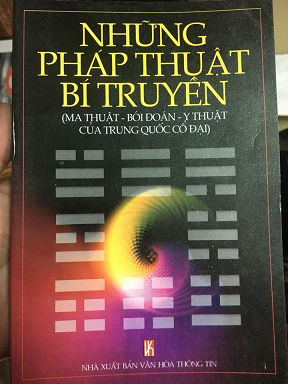 NHỮNG
PHÁP THUẬT
BÍ TRUYỀN
(MA THUẬT - BÓI ĐOÁN - Y THUẬT
CỦA TRUNG QUỐC CỔ ĐẠI)
NHÀ XUẤT BẢN VĂN HÓA THÔNG TIN